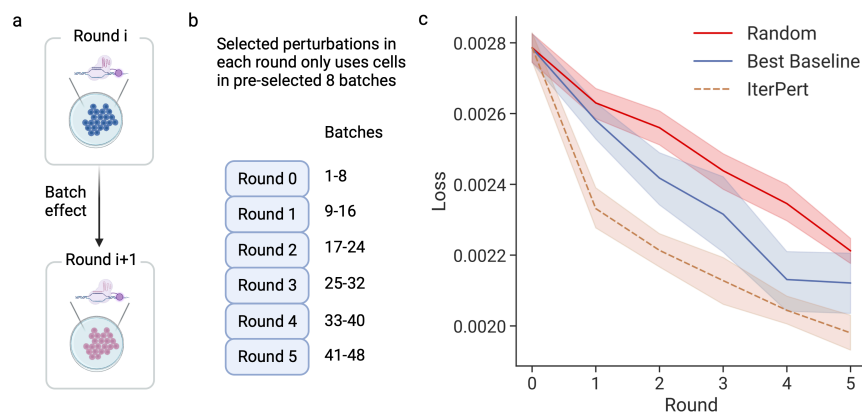 a
Round i
Batch
effect
Round i+1
b
Selected perturbations in
each round only uses cells
in pre-selected 8 batches
Batches
Round 0 1-8
Round 1 9-16
Round 2 17-24
Round 3 25-32
Round 4 33-40
Round 5 41-48
c
Random
Best Baseline
IterPert
Loss
0.0028
0.0026
0.0024
0.0022
0.0020
0 1 2 3 4 5
Round